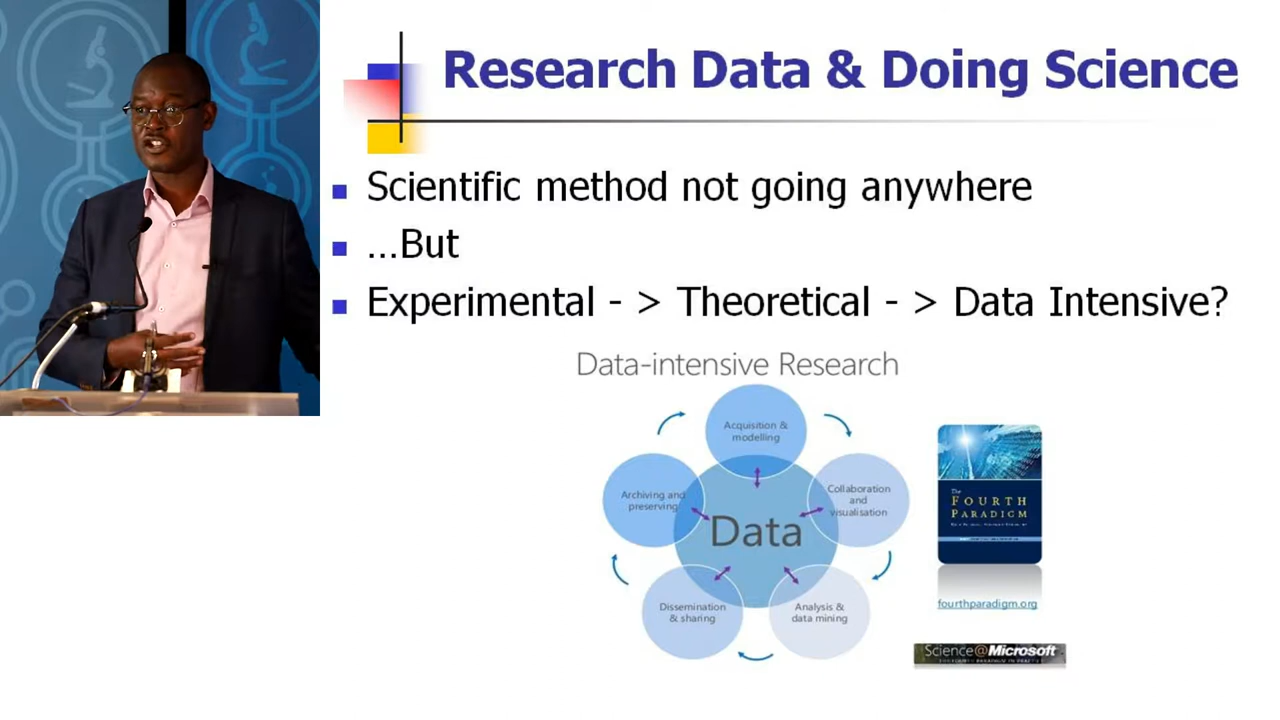 Research Data & Doing Science
Scientific method not going anywhere
...But
Experimental - > Theoretical - > Data Intensive?
Data-intensive Research
Acquisition &
modelling
Collaboration
and
visualisation
Analysis &
data mining
Dissemination
& sharing
Archiving and
preserving
Data
The
FOURTH
PARADIGM
fourthparadigm.org
Science@Microsoft